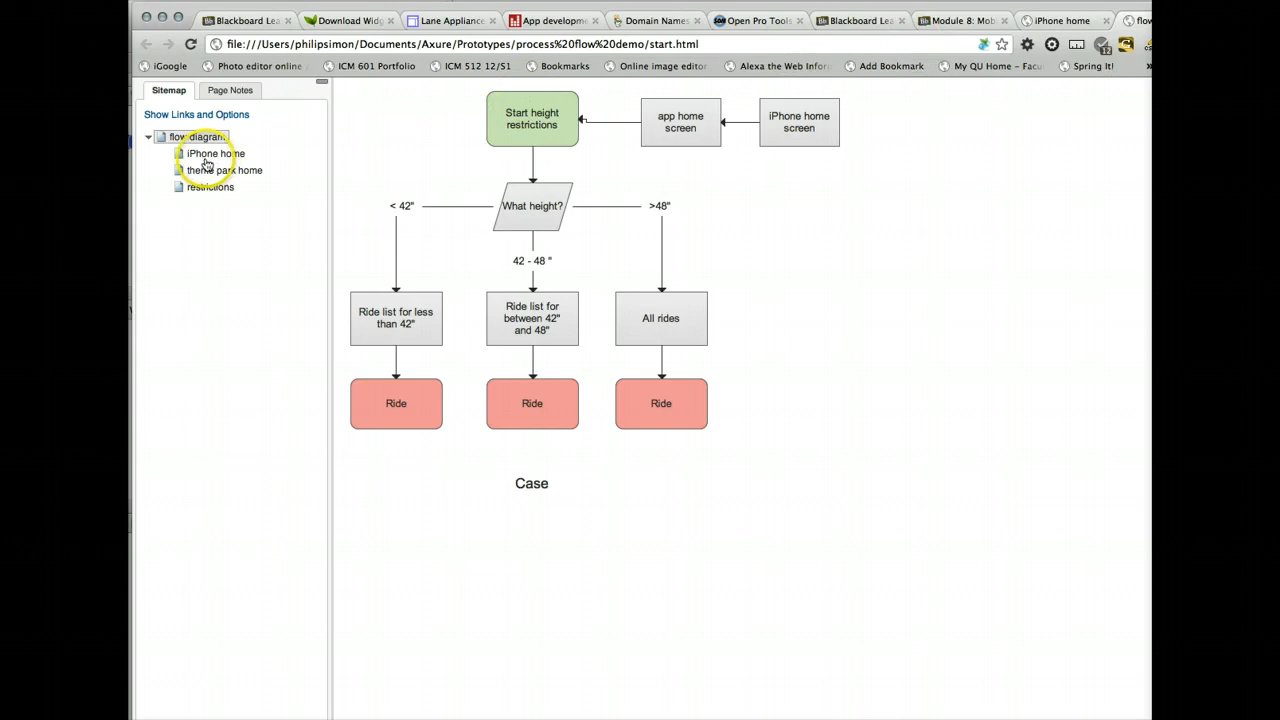 Blackboard Lea
Download Widg
Lane Appliance
App developme
Domain Names
Open Pro Tools
Blackboard Lea
Module 8: Mob
iPhone home
flow
file:///Users/philipsimon/Documents/Axure/Prototypes/process%20flow%20demo/start.html
iGoogle
Photo editor online
ICM 601 Portfolio
ICM 512 12/S1
Bookmarks
Online image editor
Alexa the Web Infor
Add Bookmark
My QU Home – Facu
Spring It!
Sitemap
Page Notes
Show Links and Options
flow diagram
iPhone home
theme park home
restrictions
Start height
restrictions
app home
screen
iPhone home
screen
< 42"
What height?
>48"
42 - 48 "
Ride list for less
than 42"
Ride list for
between 42"
and 48"
All rides
Ride
Ride
Ride
Case